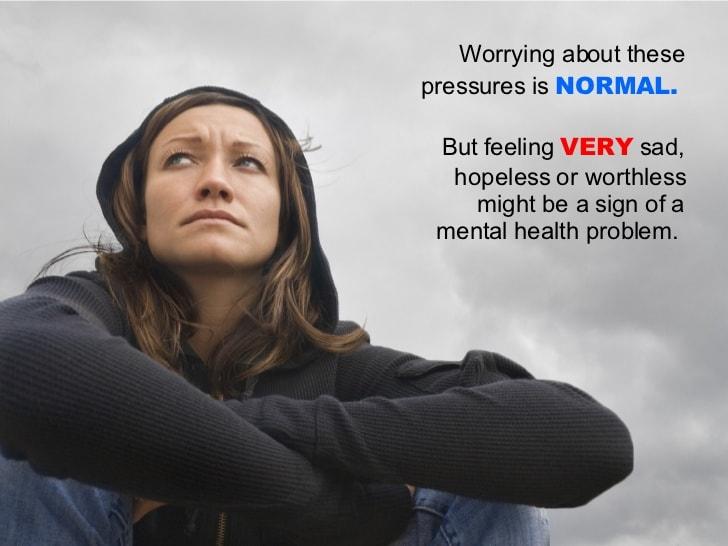 Worrying about these
pressures is NORMAL.
But feeling VERY sad,
hopeless or worthless
might be a sign of a
mental health problem.